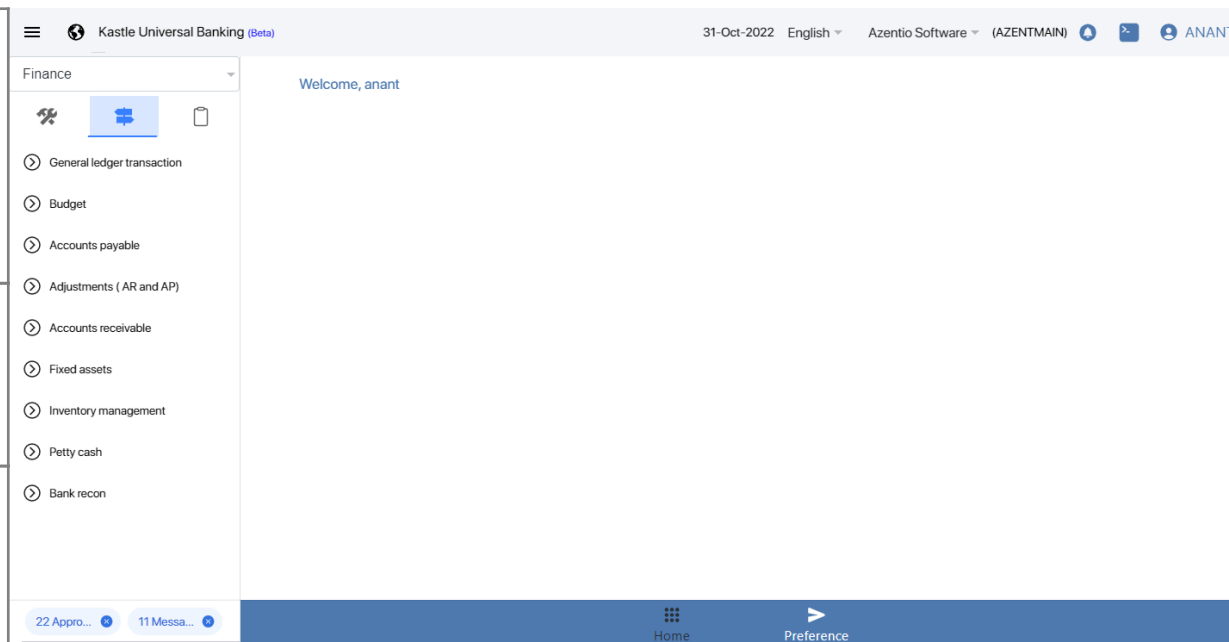 Kastle Universal Banking (Beta)
31-Oct-2022 English Azentio Software (AZENTMAIN) ANANT
Finance
Welcome, anant
General ledger transaction
Budget
Accounts payable
Adjustments ( AR and AP)
Accounts receivable
Fixed assets
Inventory management
Petty cash
Bank recon
22 Appro... 11 Messa...
Home Preference